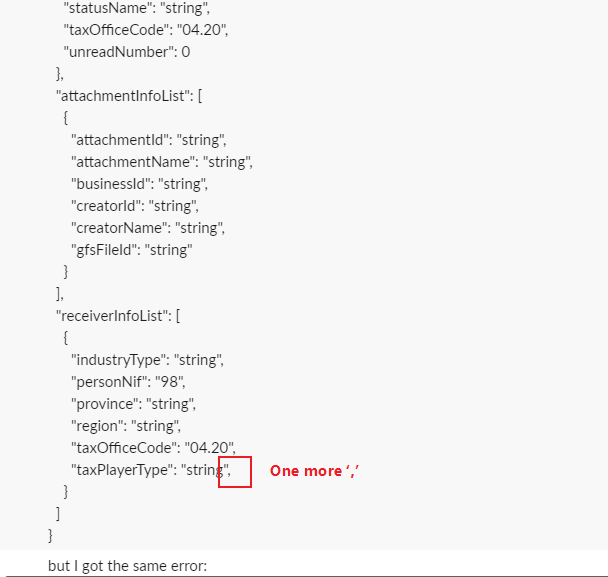 "statusName": "string",
"taxOfficeCode": "04.20",
"unreadNumber": 0
},
"attachmentInfoList": [
{
"attachmentId": "string",
"attachmentName": "string",
"businessId": "string",
"creatorId": "string",
"creatorName": "string",
"gfsFileId": "string"
}
],
"receiverInfoList": [
{
"industryType": "string",
"personNif": "98",
"province": "string",
"region": "string",
"taxOfficeCode": "04.20",
"taxPlayerType": "string", One more ‘,’
}
]
}
but I got the same error: